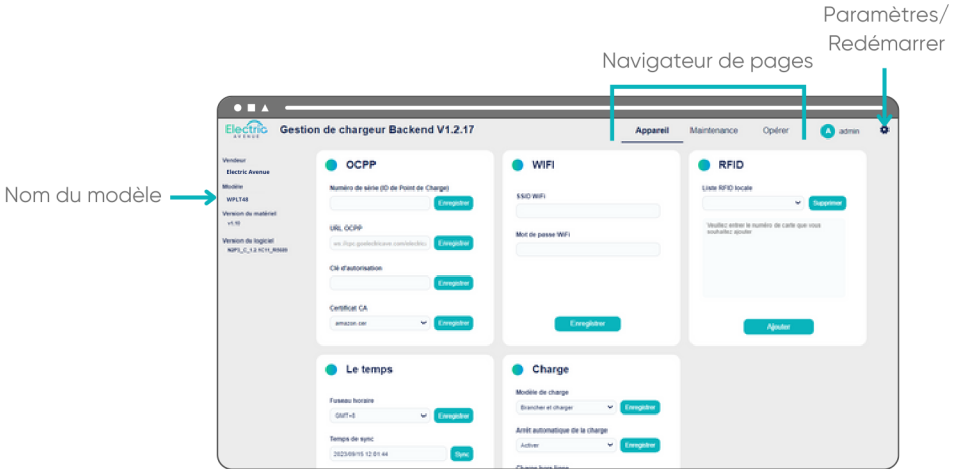 Paramètres/
Redémarrer
Navigateur de pages
Nom du modèle
Electric
AVENUE
Gestion de chargeur Backend V1.2.17
Appareil
Maintenance
Opérer
A
admin
Vendeur
Electric Avenue
Modèle
WPLT48
Version du matériel
v1.10
Version du logiciel
OCPP
Numéro de série (ID de Point de Charge)
Enregistrer
URL OCPP
Enregistrer
Clé d'autorisation
Enregistrer
Certificat CA
amazon.cer
Enregistrer
WIFI
SSID WiFi
Mot de passe WiFi
Enregistrer
RFID
Liste RFID locale
Supprimer
Veuillez entrer le numéro de carte que vous
souhaitez ajouter
Ajouter
Le temps
Fuseau horaire
GMT+8
Enregistrer
Temps de sync
2023/09/15 12:01:44
Sync
Charge
Modèle de charge
Brancher et charger
Enregistrer
Arrêt automatique de la charge
Activer
Enregistrer
Charge hors ligne